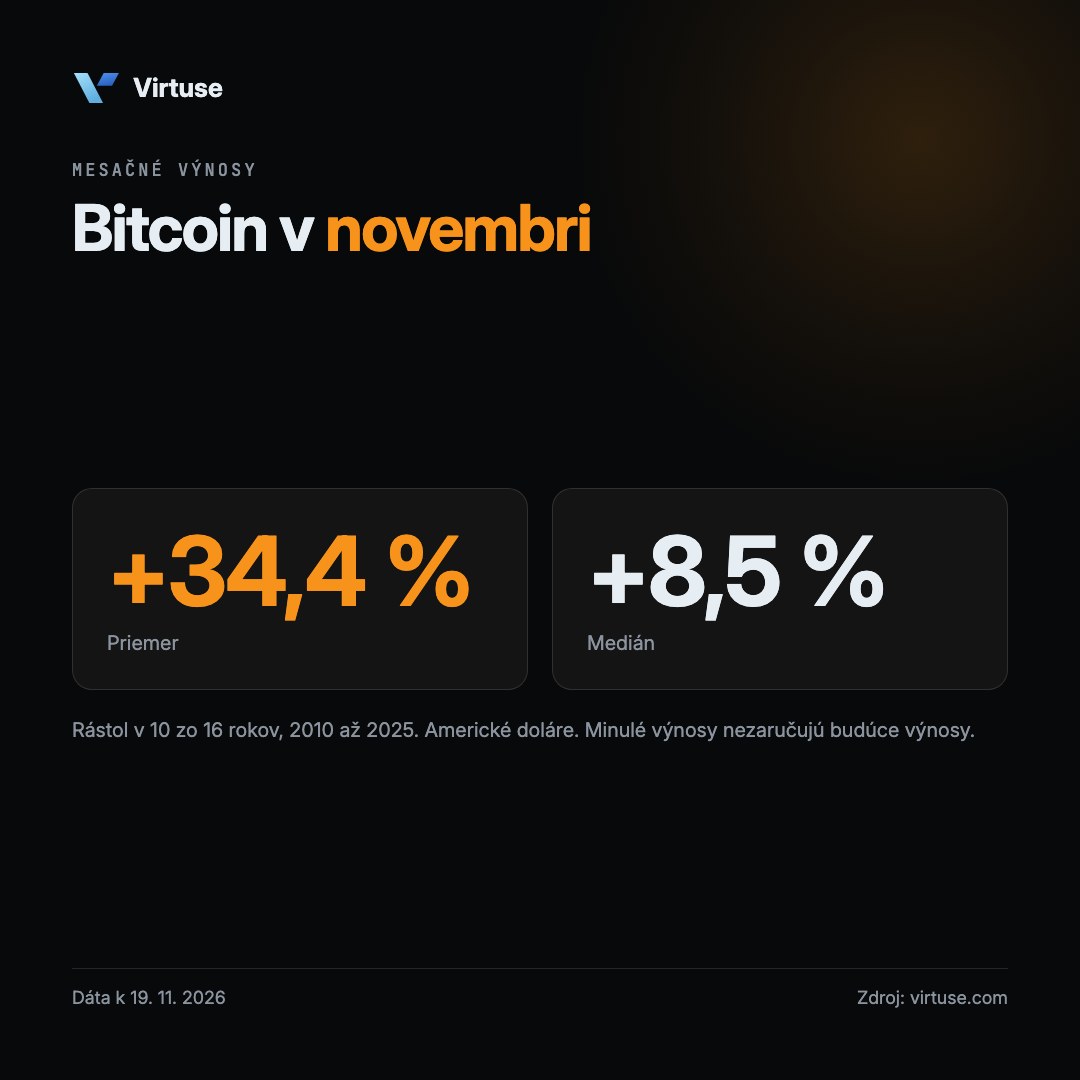 Virtuse
MESAČNÉ VÝNOSY
Bitcoin v novembri
+34,4 %
Priemer
+8,5 %
Medián
Rástol v 10 zo 16 rokov, 2010 až 2025. Americké doláre. Minulé výnosy nezaručujú budúce výnosy.
Dáta k 19. 11. 2026
Zdroj: virtuse.com